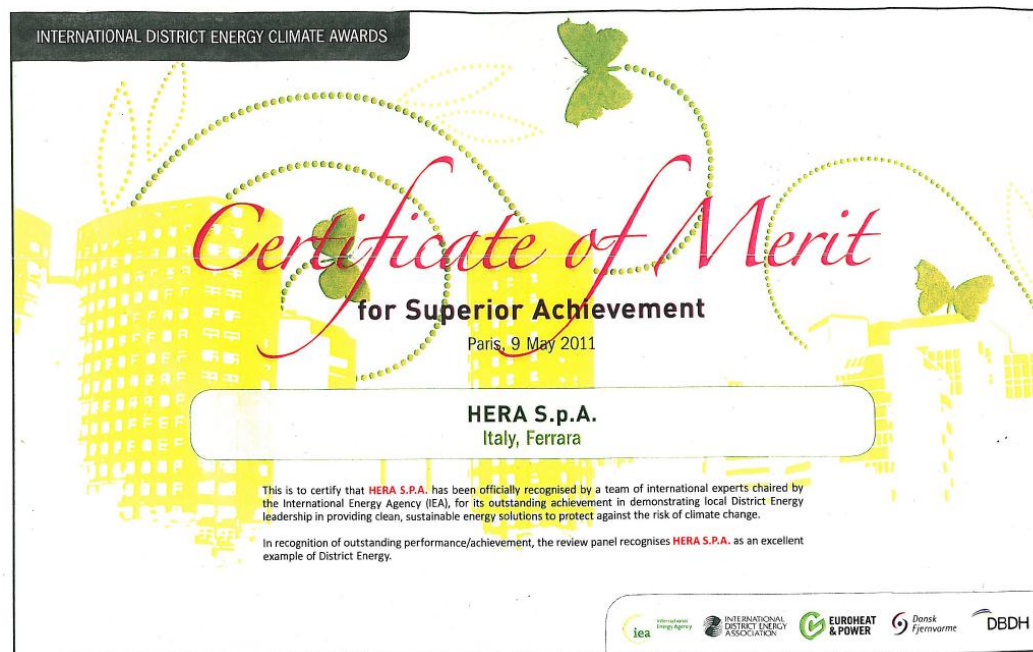 INTERNATIONAL DISTRICT ENERGY CLIMATE AWARDS
Certificate of Merit
for Superior Achievement
Paris, 9 May 2011
HERA S.p.A.
Italy, Ferrara
This is to certify that HERA S.P.A. has been officially recognised by a team of international experts chaired by
the International Energy Agency (IEA), for its outstanding achievement in demonstrating local District Energy
leadership in providing clean, sustainable energy solutions to protect against the risk of climate change.
In recognition of outstanding performance/achievement, the review panel recognises HERA S.P.A. as an excellent
example of District Energy.
iea
International
Energy Agency
INTERNATIONAL
DISTRICT ENERGY
ASSOCIATION
EUROHEAT
& POWER
Dansk
Fjernvarme
DBDH